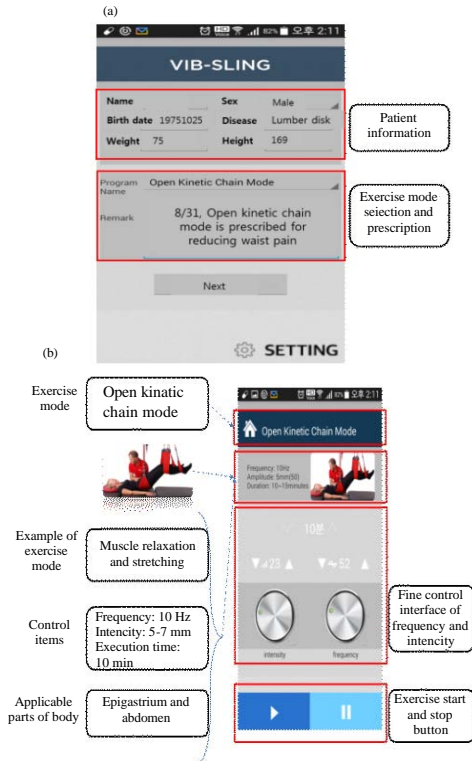 (a)
HD
82% 오후 2:11
VIB-SLING
Name Sex Male
Birth date 19751025 Disease Lumber disk
Weight 75 Height 169
Patient
information
Program
Name
Open Kinetic Chain Mode
Remark
8/31, Open kinetic chain
mode is prescribed for
reducing waist pain
Exercise mode
seiection and
prescription
Next
SETTING
(b)
Exercise
mode
Open kinatic
chain mode
82% 오후 2:11
Open Kinetic Chain Mode
Frequency: 10Hz
Amplitude: 5mm(50)
Duration: 10~15minutes
Example of
exercise
mode
Muscle relaxation
and stretching
10분
23 52
intensity frequency
Fine control
interface of
frequency and
intencity
Control
items
Frequency: 10 Hz
Intencity: 5-7 mm
Execution time:
10 min
Applicable
parts of body
Epigastrium and
abdomen
Exercise start
and stop
button